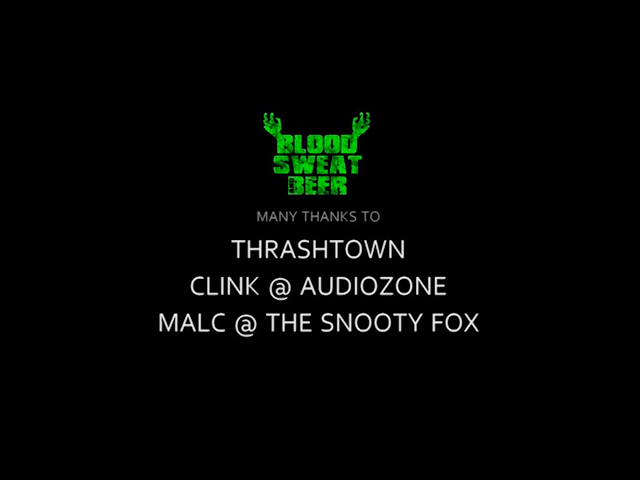 BLOOD
SWEAT
BEER
MANY THANKS TO
THRASHTOWN
CLINK @ AUDIOZONE
MALC @ THE SNOOTY FOX